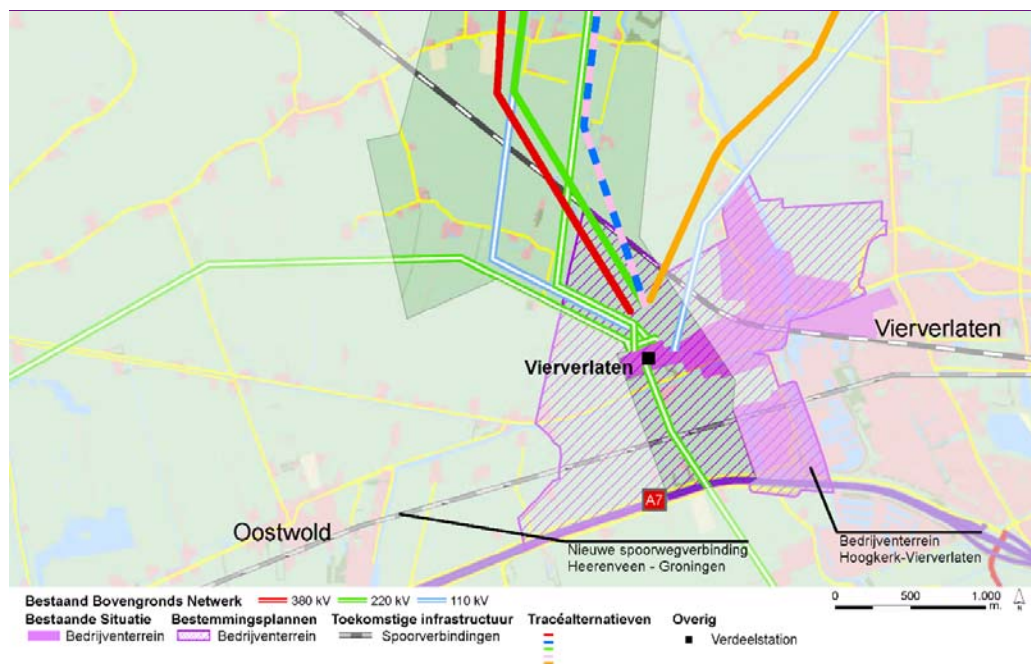 Vierverlaten
Vierverlaten
A7
Oostwold
Nieuwe spoorwegverbinding
Heerenveen - Groningen
Bedrijventerrein
Hoogkerk-Vierverlaten
Bestaand Bovengronds Netwerk 380 kV 220 kV 110 kV
0 500 1.000
m.
N
Bestaande Situatie Bestemmingsplannen Toekomstige infrastructuur Tracéalternatieven Overig
Bedrijventerrein Bedrijventerrein Spoorverbindingen Verdeelstation